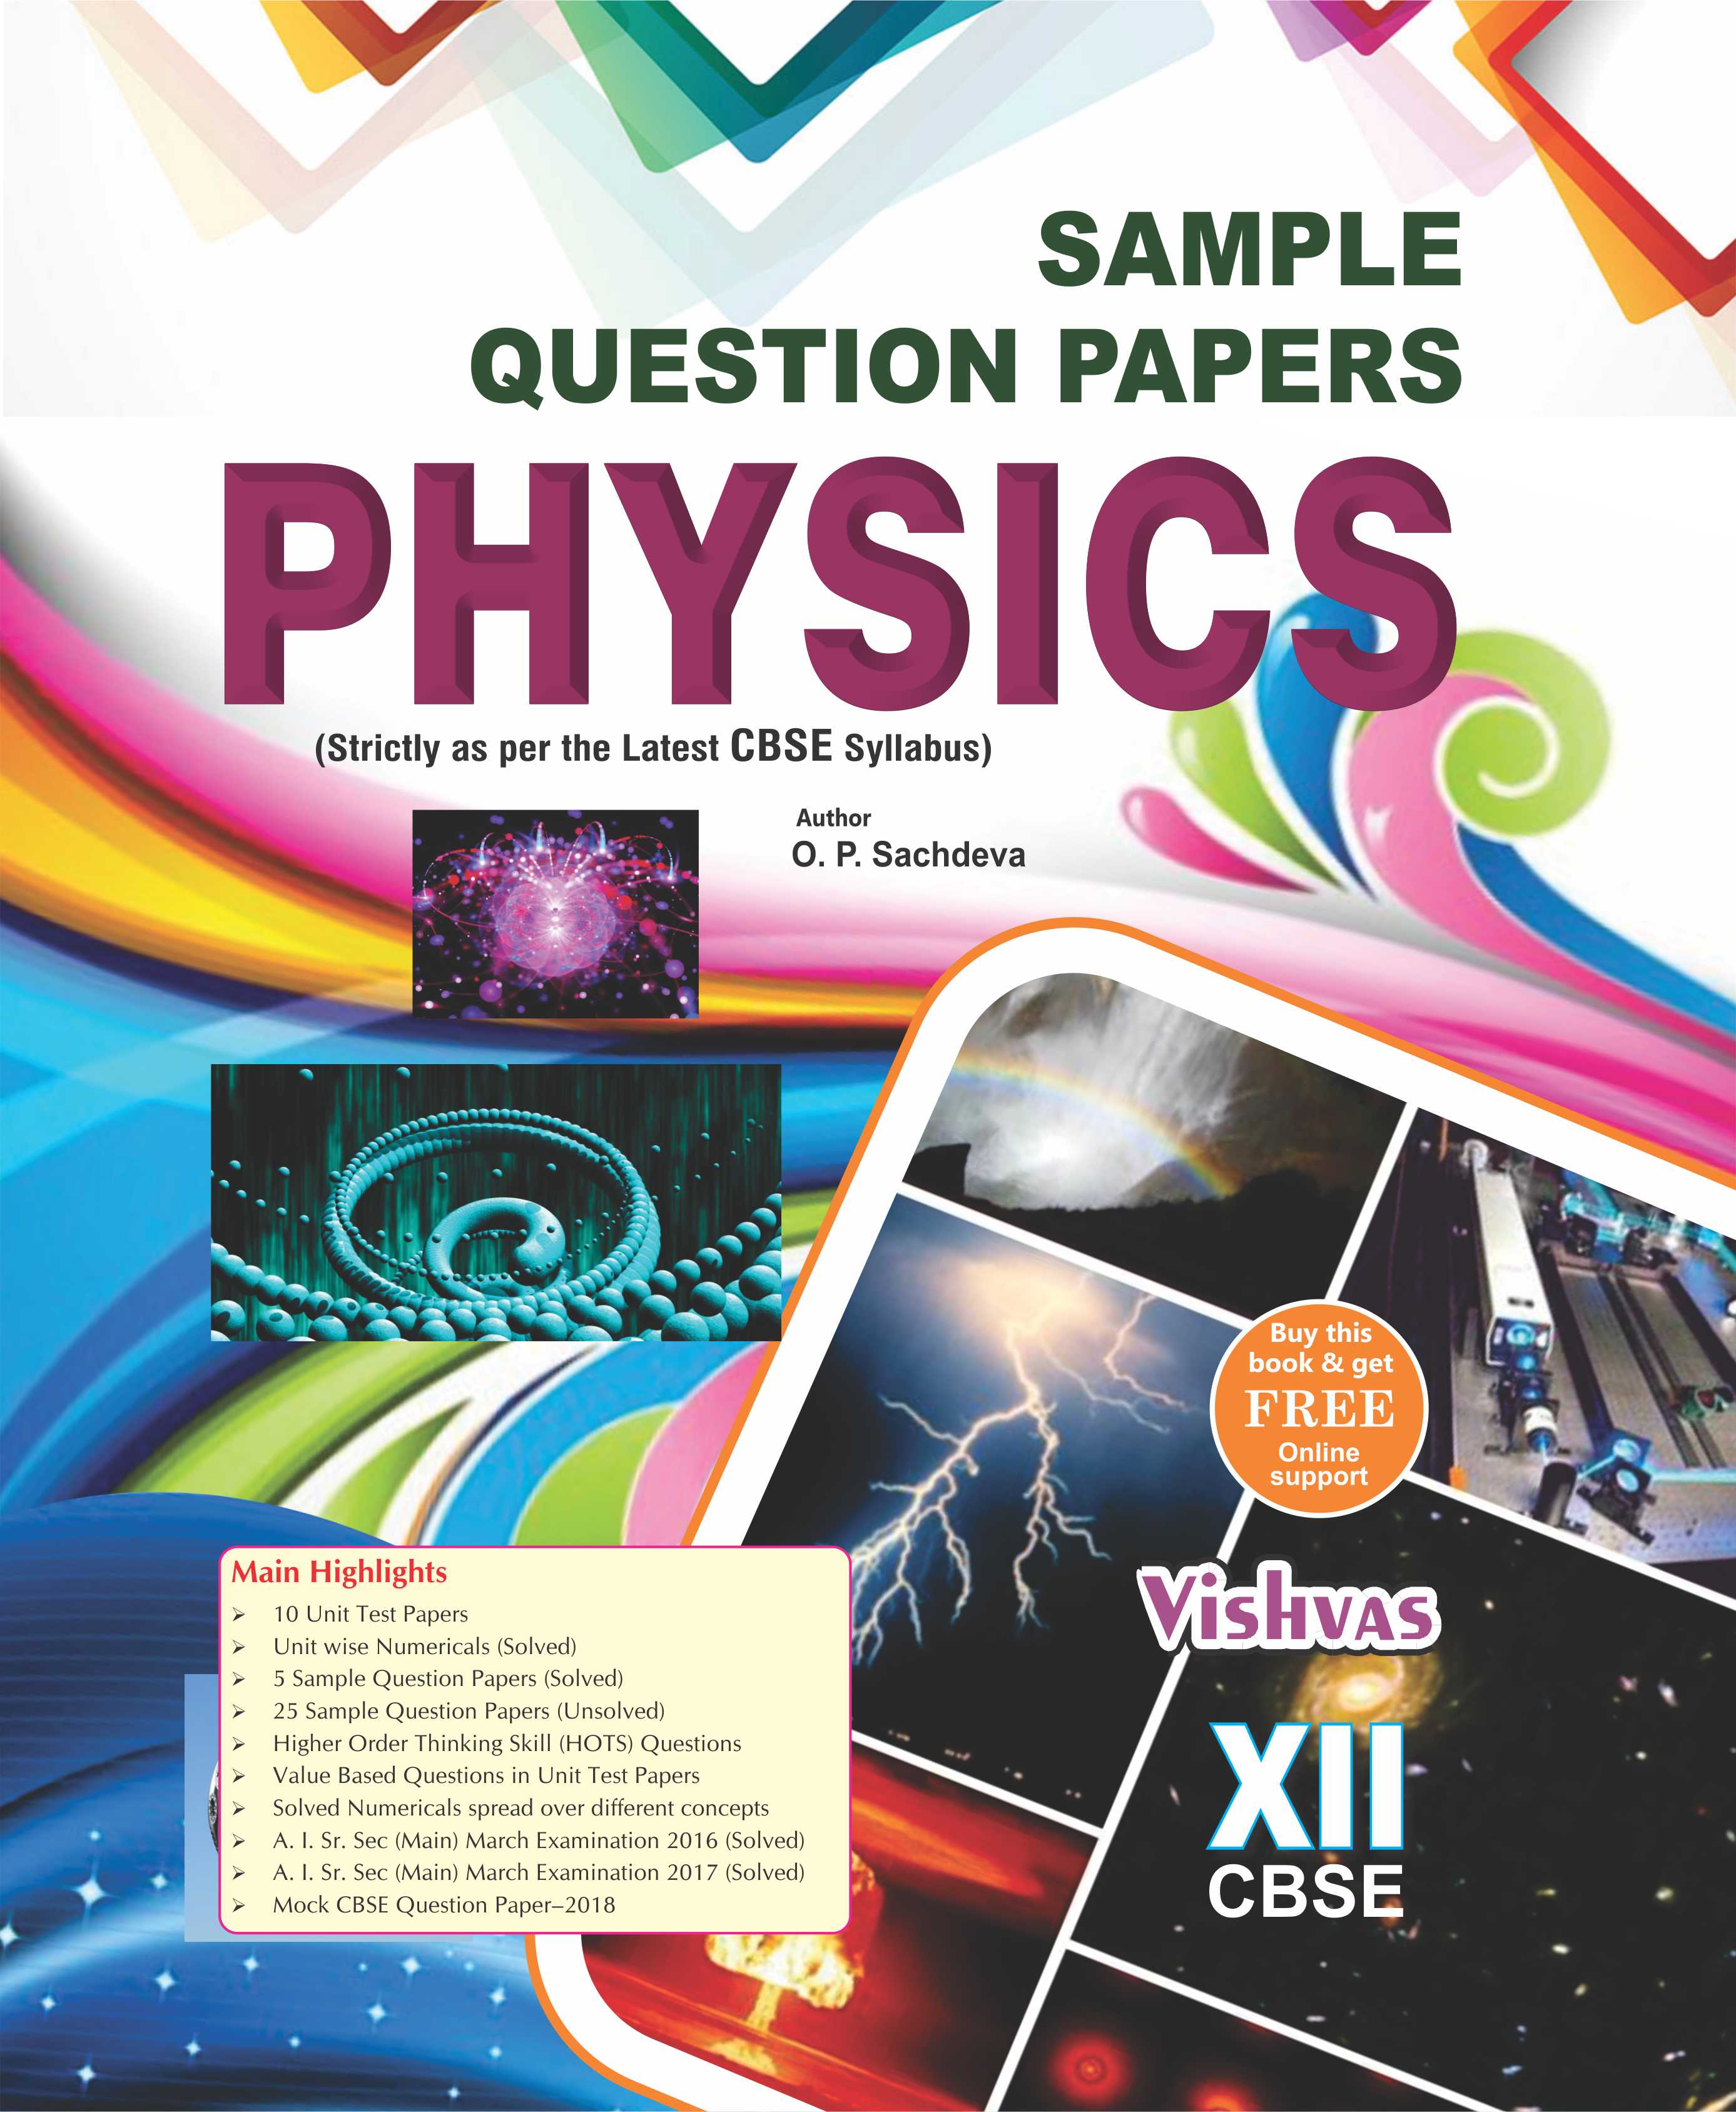 SAMPLE
QUESTION PAPERS
PHYSICS
(Strictly as per the Latest CBSE Syllabus)
Author
O. P. Sachdeva
Buy this
book & get
FREE
Online
support
Main Highlights
➢ 10 Unit Test Papers
➢ Unit wise Numericals (Solved)
➢ 5 Sample Question Papers (Solved)
➢ 25 Sample Question Papers (Unsolved)
➢ Higher Order Thinking Skill (HOTS) Questions
➢ Value Based Questions in Unit Test Papers
➢ Solved Numericals spread over different concepts
➢ A. I. Sr. Sec (Main) March Examination 2016 (Solved)
➢ A. I. Sr. Sec (Main) March Examination 2017 (Solved)
➢ Mock CBSE Question Paper–2018
Vishvas
XII
CBSE